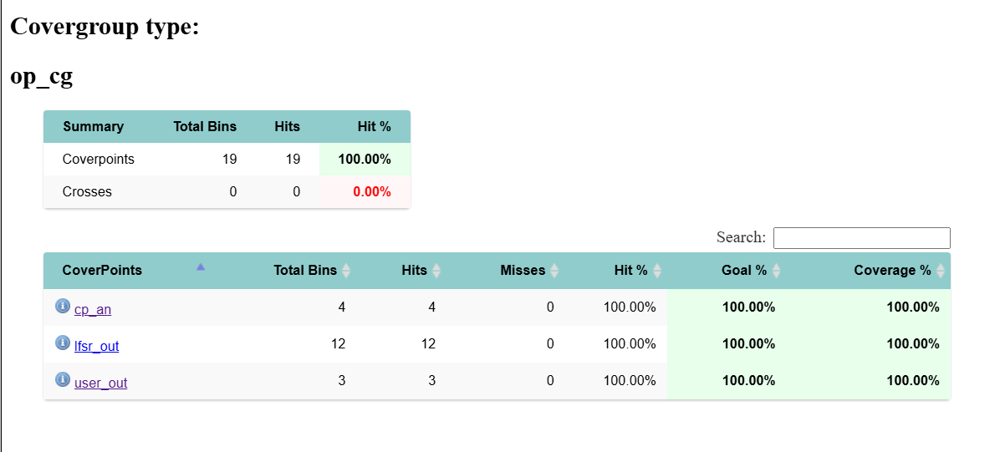 Covergroup type:
op_cg
Summary Total Bins Hits Hit %
Coverpoints 19 19 100.00%
Crosses 0 0 0.00%
Search:
CoverPoints Total Bins Hits Misses Hit % Goal % Coverage %
cp_an 4 4 0 100.00% 100.00% 100.00%
lfsr_out 12 12 0 100.00% 100.00% 100.00%
user_out 3 3 0 100.00% 100.00% 100.00%